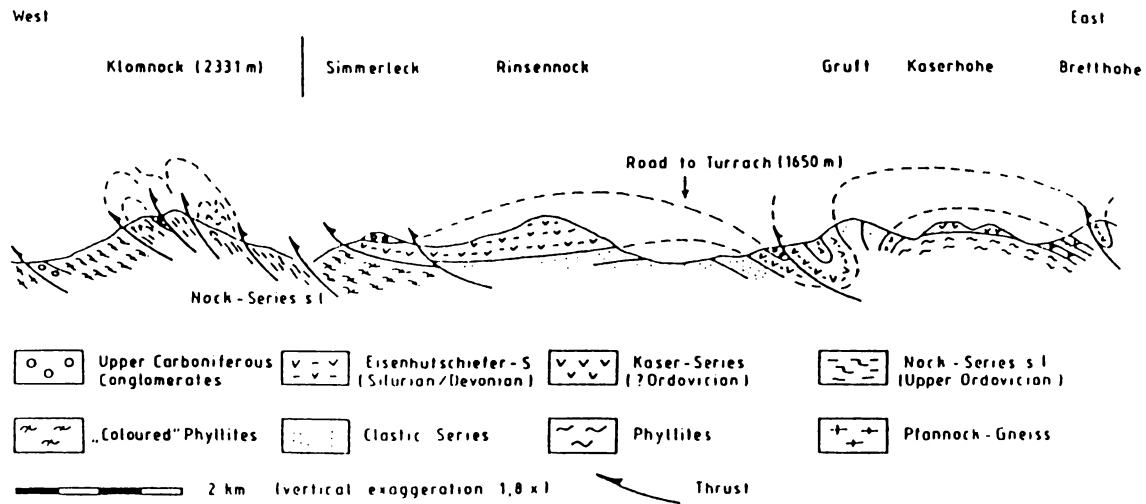 West
East
Klomnock (2331 m)
Simmerleck
Rinsennock
Gruft
Kaserhohe
Bretthohe
Road to Turrach (1650 m)
Nock-Series s l
Upper Carboniferous
Conglomerates
Eisenhutschiefer-S
(Silurian/Devonian)
Kaser-Series
(?Ordovician)
Nock-Series s l
(Upper Ordovician)
„Coloured" Phyllites
Clastic Series
Phyllites
Pfannock-Gneiss
2 km (vertical exaggeration 1,8 x)
Thrust